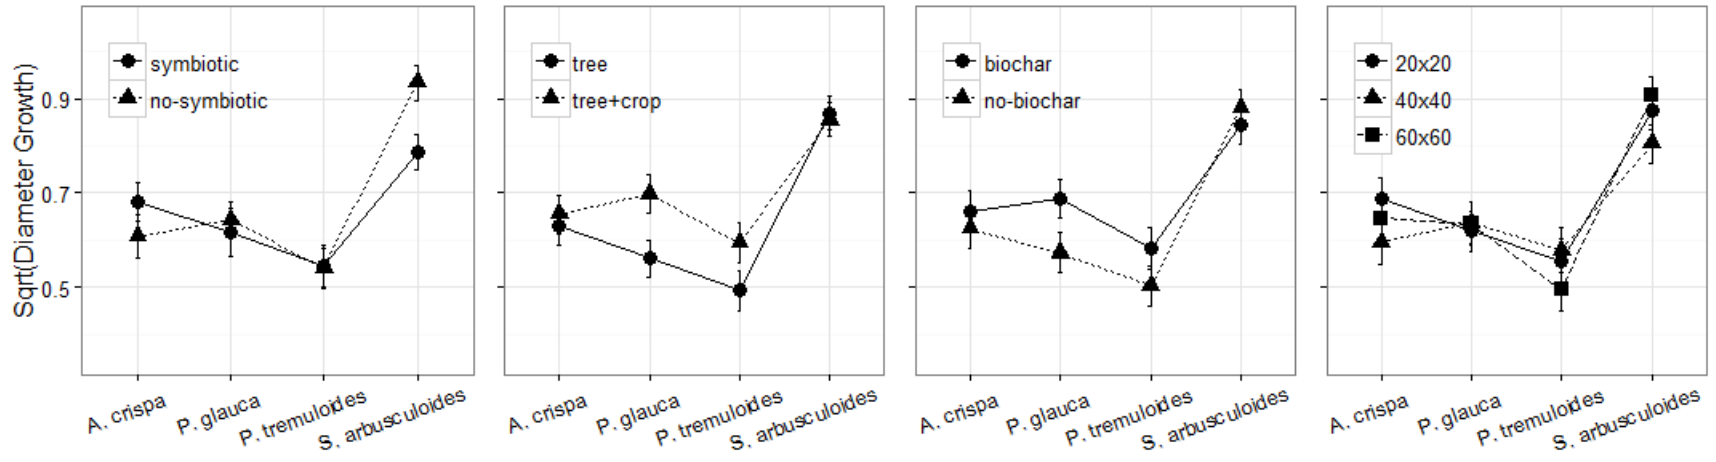 Sqrt(Diameter Growth)
0.9
0.7
0.5
symbiotic
no-symbiotic
A. crispa
P. glauca
P. tremuloides
S. arbusculoides
tree
tree+crop
A. crispa
P. glauca
P. tremuloides
S. arbusculoides
biochar
no-biochar
A. crispa
P. glauca
P. tremuloides
S. arbusculoides
20x20
40x40
60x60
A. crispa
P. glauca
P. tremuloides
S. arbusculoides